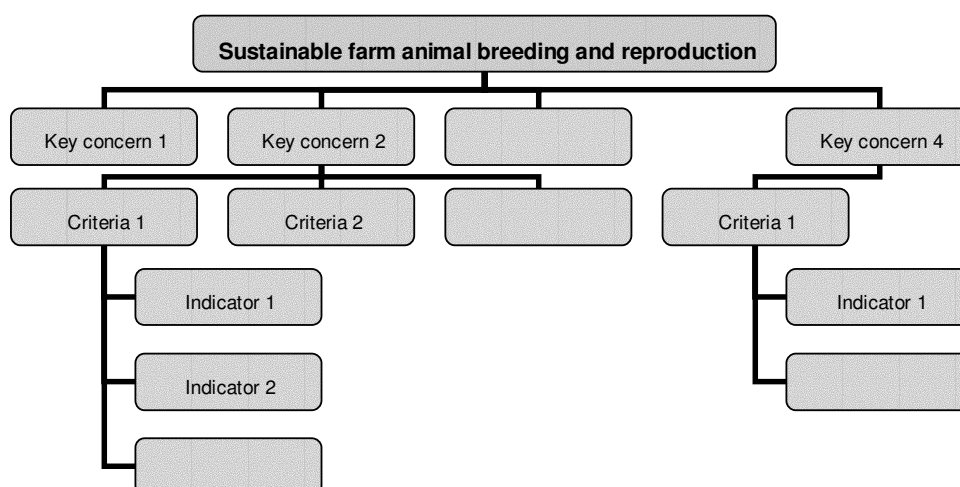 Sustainable farm animal breeding and reproduction
Key concern 1
Key concern 2
Key concern 4
Criteria 1
Criteria 2
Criteria 1
Indicator 1
Indicator 1
Indicator 2